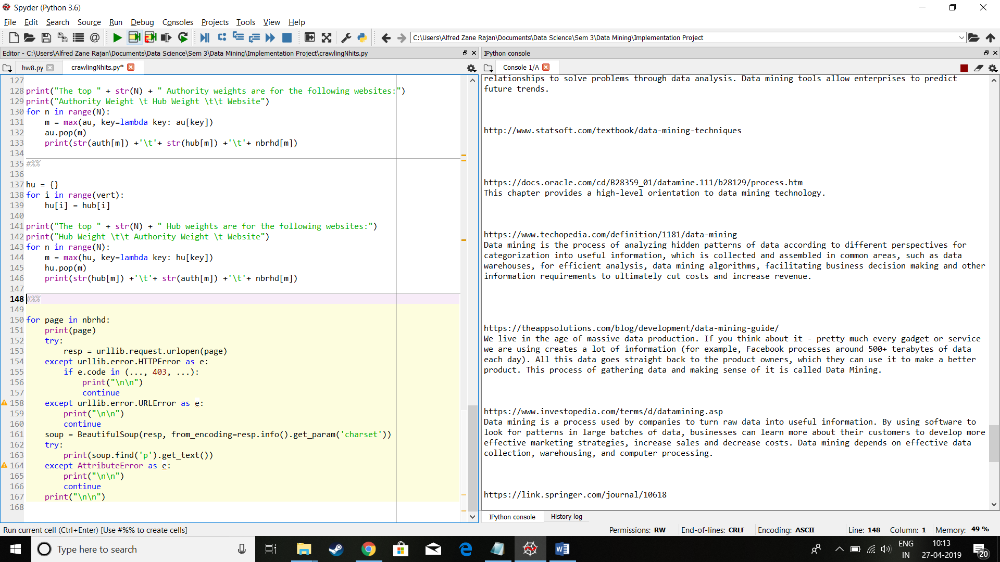 Spyder (Python 3.6)
File Edit Search Source Run Debug Consoles Projects Tools View Help
C:\Users\Alfred Zane Rajan\Documents\Data Science\Sem 3\Data Mining\Implementation Project
Editor - C:\Users\Alfred Zane Rajan\Documents\Data Science\Sem 3\Data Mining\Implementation Project\crawlingNhits.py
hw8.py crawlingNhits.py*
127
128 print("The top " + str(N) + " Authority weights are for the following websites:")
129 print("Authority Weight \t Hub Weight \t\t Website")
130 for n in range(N):
131     m = max(au, key=lambda key: au[key])
132     au.pop(m)
133     print(str(auth[m]) +'\t'+ str(hub[m]) +'\t'+ nbrhd[m])
134
135 #%%
136
137 hu = {}
138 for i in range(vert):
139     hu[i] = hub[i]
140
141 print("The top " + str(N) + " Hub weights are for the following websites:")
142 print("Hub Weight \t\t Authority Weight \t Website")
143 for n in range(N):
144     m = max(hu, key=lambda key: hu[key])
145     hu.pop(m)
146     print(str(hub[m]) +'\t'+ str(auth[m]) +'\t'+ nbrhd[m])
147
148 #%%
149
150 for page in nbrhd:
151     print(page)
152     try:
153         resp = urllib.request.urlopen(page)
154     except urllib.error.HTTPError as e:
155         if e.code in (..., 403, ...):
156             print("\n\n")
157             continue
158     except urllib.error.URLError as e:
159         print("\n\n")
160         continue
161     soup = BeautifulSoup(resp, from_encoding=resp.info().get_param('charset'))
162     try:
163         print(soup.find('p').get_text())
164     except AttributeError as e:
165         print("\n\n")
166         continue
167     print("\n\n")
168
IPython console
Console 1/A
relationships to solve problems through data analysis. Data mining tools allow enterprises to predict
future trends.
http://www.statsoft.com/textbook/data-mining-techniques
https://docs.oracle.com/cd/B28359_01/datamine.111/b28129/process.htm
This chapter provides a high-level orientation to data mining technology.
https://www.techopedia.com/definition/1181/data-mining
Data mining is the process of analyzing hidden patterns of data according to different perspectives for
categorization into useful information, which is collected and assembled in common areas, such as data
warehouses, for efficient analysis, data mining algorithms, facilitating business decision making and other
information requirements to ultimately cut costs and increase revenue.
https://theappsolutions.com/blog/development/data-mining-guide/
We live in the age of massive data production. If you think about it - pretty much every gadget or service
we are using creates a lot of information (for example, Facebook processes around 500+ terabytes of data
each day). All this data goes straight back to the product owners, which they can use it to make a better
product. This process of gathering data and making sense of it is called Data Mining.
https://www.investopedia.com/terms/d/datamining.asp
Data mining is a process used by companies to turn raw data into useful information. By using software to
look for patterns in large batches of data, businesses can learn more about their customers to develop more
effective marketing strategies, increase sales and decrease costs. Data mining depends on effective data
collection, warehousing, and computer processing.
https://link.springer.com/journal/10618
IPython console History log
Run current cell (Ctrl+Enter) [Use #%% to create cells]
Permissions: RW End-of-lines: CRLF Encoding: ASCII Line: 148 Column: 1 Memory: 49 %
Type here to search
ENG
IN
10:13
27-04-2019
20